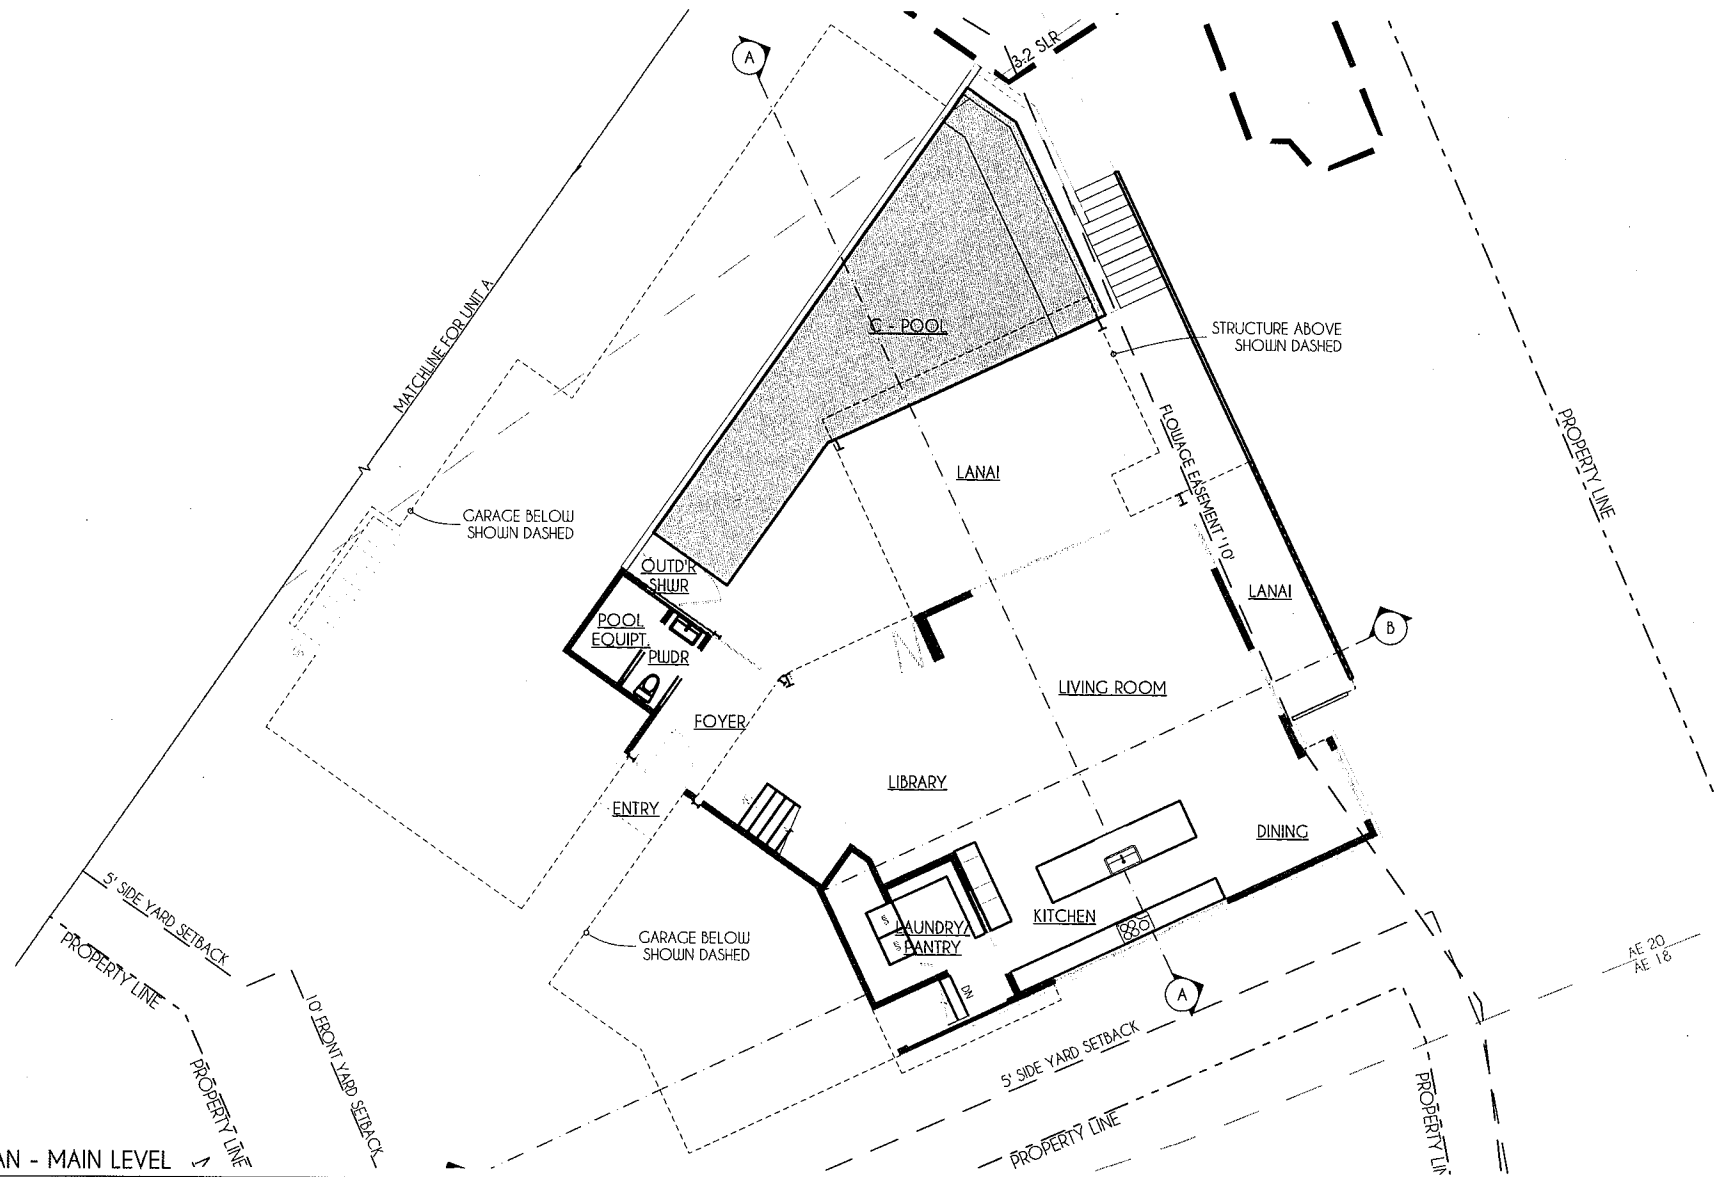 A
3.2 SLR
MATCHLINE FOR UNIT A
C - POOL
STRUCTURE ABOVE
SHOWN DASHED
FLOWAGE EASEMENT '10'
PROPERTY LINE
LANAI
GARAGE BELOW
SHOWN DASHED
OUTD'R
SHWR
LANAI
POOL
EQUIPT.
PWDR
B
LIVING ROOM
FOYER
LIBRARY
ENTRY
DINING
KITCHEN
LAUNDRY/
PANTRY
GARAGE BELOW
SHOWN DASHED
DN
A
5' SIDE YARD SETBACK
PROPERTY LINE
10' FRONT YARD SETBACK
PROPERTY LINE
AE 20
AE 18
5' SIDE YARD SETBACK
PROPERTY LINE
PROPERTY LIN
AN - MAIN LEVEL